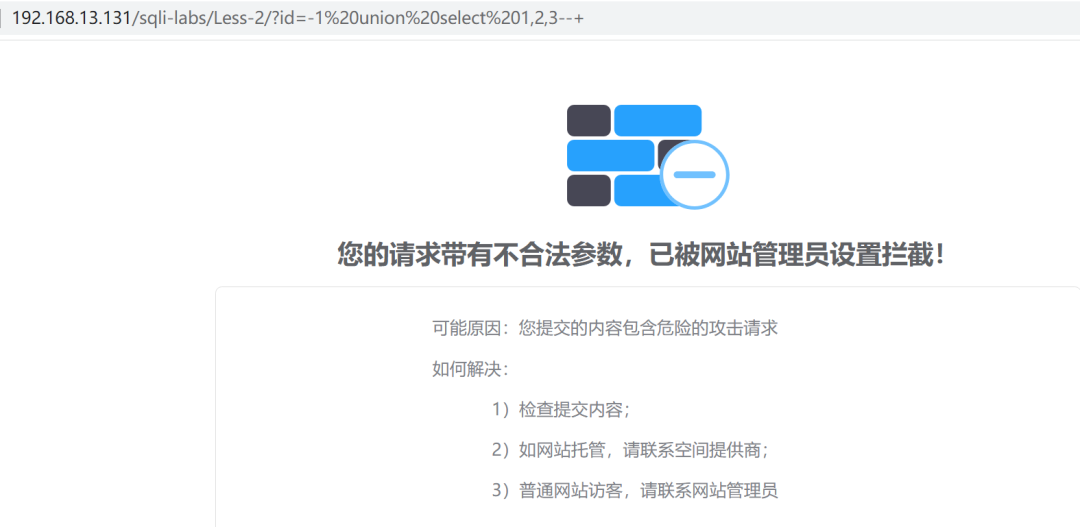 192.168.13.131/sqli-labs/Less-2/?id=-1%20union%20select%201,2,3--+
您的请求带有不合法参数，已被网站管理员设置拦截！
可能原因：您提交的内容包含危险的攻击请求
如何解决：
1）检查提交内容；
2）如网站托管，请联系空间提供商；
3）普通网站访客，请联系网站管理员